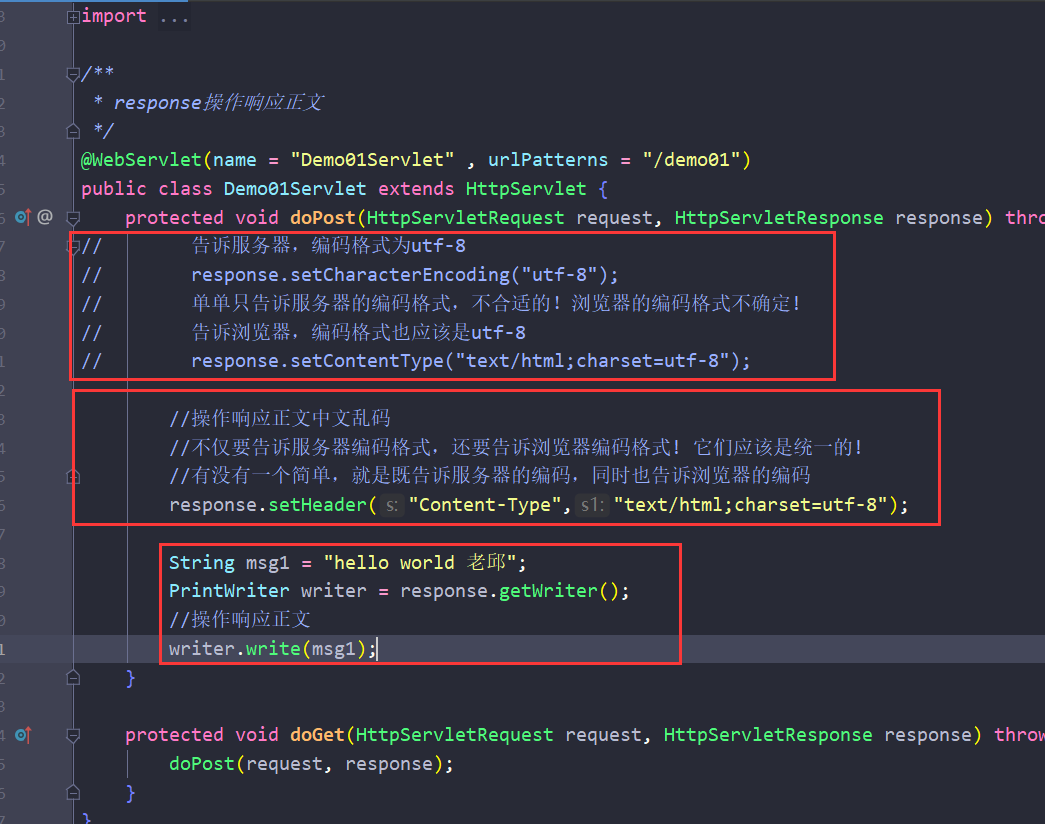 import ...
/**
 * response操作响应正文
 */
@WebServlet(name = "Demo01Servlet" , urlPatterns = "/demo01")
public class Demo01Servlet extends HttpServlet {
@ protected void doPost(HttpServletRequest request, HttpServletResponse response) thro
// 告诉服务器，编码格式为utf-8
// response.setCharacterEncoding("utf-8");
// 单单只告诉服务器的编码格式，不合适的！浏览器的编码格式不确定！
// 告诉浏览器，编码格式也应该是utf-8
// response.setContentType("text/html;charset=utf-8");
//操作响应正文中文乱码
//不仅要告诉服务器编码格式，还要告诉浏览器编码格式！它们应该是统一的！
//有没有一个简单，就是既告诉服务器的编码，同时也告诉浏览器的编码
response.setHeader( s: "Content-Type", s1: "text/html;charset=utf-8");
String msg1 = "hello world 老邱";
PrintWriter writer = response.getWriter();
//操作响应正文
writer.write(msg1);
}
protected void doGet(HttpServletRequest request, HttpServletResponse response) throw
doPost(request, response);
}
}